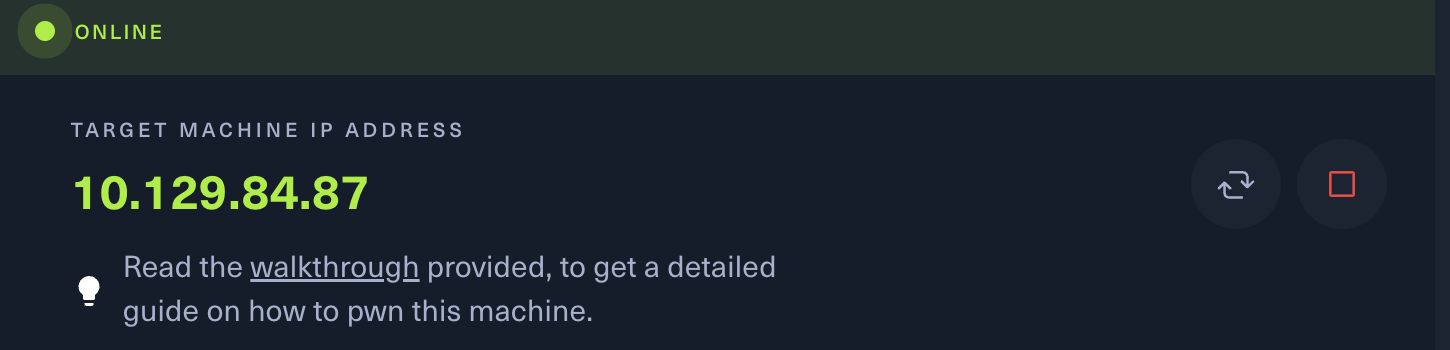 ONLINE
TARGET MACHINE IP ADDRESS
10.129.84.87
Read the walkthrough provided, to get a detailed
guide on how to pwn this machine.